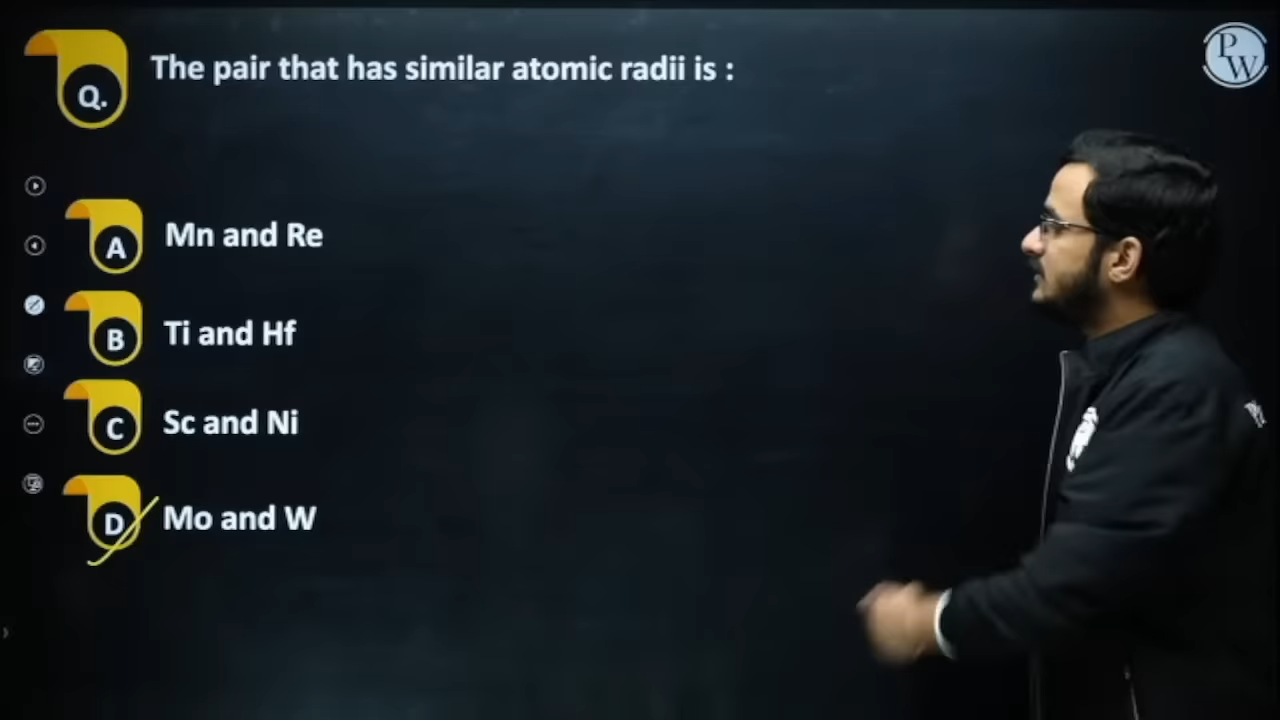 Q.
The pair that has similar atomic radii is :
A
Mn and Re
B
Ti and Hf
C
Sc and Ni
D
Mo and W
PW